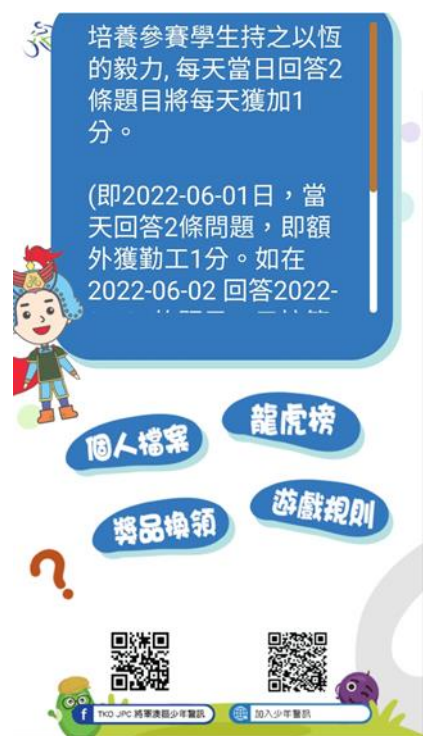 培養參賽學生持之以恆
的毅力, 每天當日回答2
條題目將每天獲加1
分。
(即2022-06-01日，當
天回答2條問題，即額
外獲勤工1分。如在
2022-06-02 回答2022-
個人檔案
龍虎榜
獎品換領
遊戲規則
?
f TKO JPC 將軍澳區少年警訊
加入少年警訊